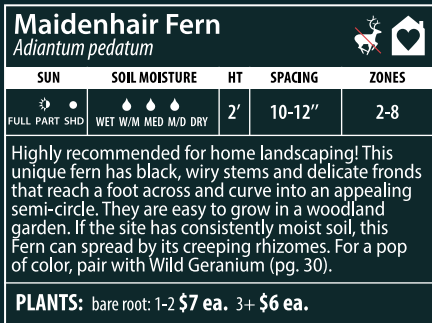 Maidenhair Fern
Adiantum pedatum
SUN SOIL MOISTURE HT SPACING ZONES
FULL PART SHD WET W/M MED M/D DRY 2' 10-12" 2-8
Highly recommended for home landscaping! This
unique fern has black, wiry stems and delicate fronds
that reach a foot across and curve into an appealing
semi-circle. They are easy to grow in a woodland
garden. If the site has consistently moist soil, this
Fern can spread by its creeping rhizomes. For a pop
of color, pair with Wild Geranium (pg. 30).
PLANTS: bare root: 1-2 $7 ea. 3+ $6 ea.